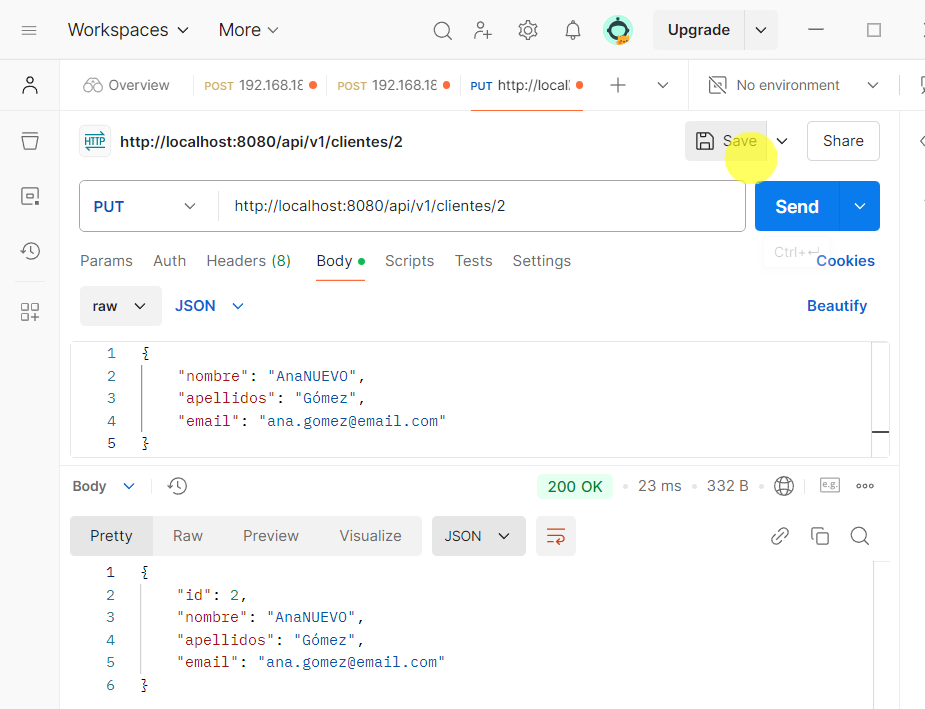 Workspaces More Upgrade
Overview POST 192.168.18 POST 192.168.18 PUT http://local No environment
HTTP http://localhost:8080/api/v1/clientes/2 Save Share
PUT http://localhost:8080/api/v1/clientes/2 Send
Ctrl+↵
Params Auth Headers (8) Body Scripts Tests Settings Cookies
raw JSON Beautify
1 {
2 "nombre": "AnaNUEVO",
3 "apellidos": "Gómez",
4 "email": "ana.gomez@email.com"
5 }
Body 200 OK 23 ms 332 B e.g.
Pretty Raw Preview Visualize JSON
1 {
2 "id": 2,
3 "nombre": "AnaNUEVO",
4 "apellidos": "Gómez",
5 "email": "ana.gomez@email.com"
6 }